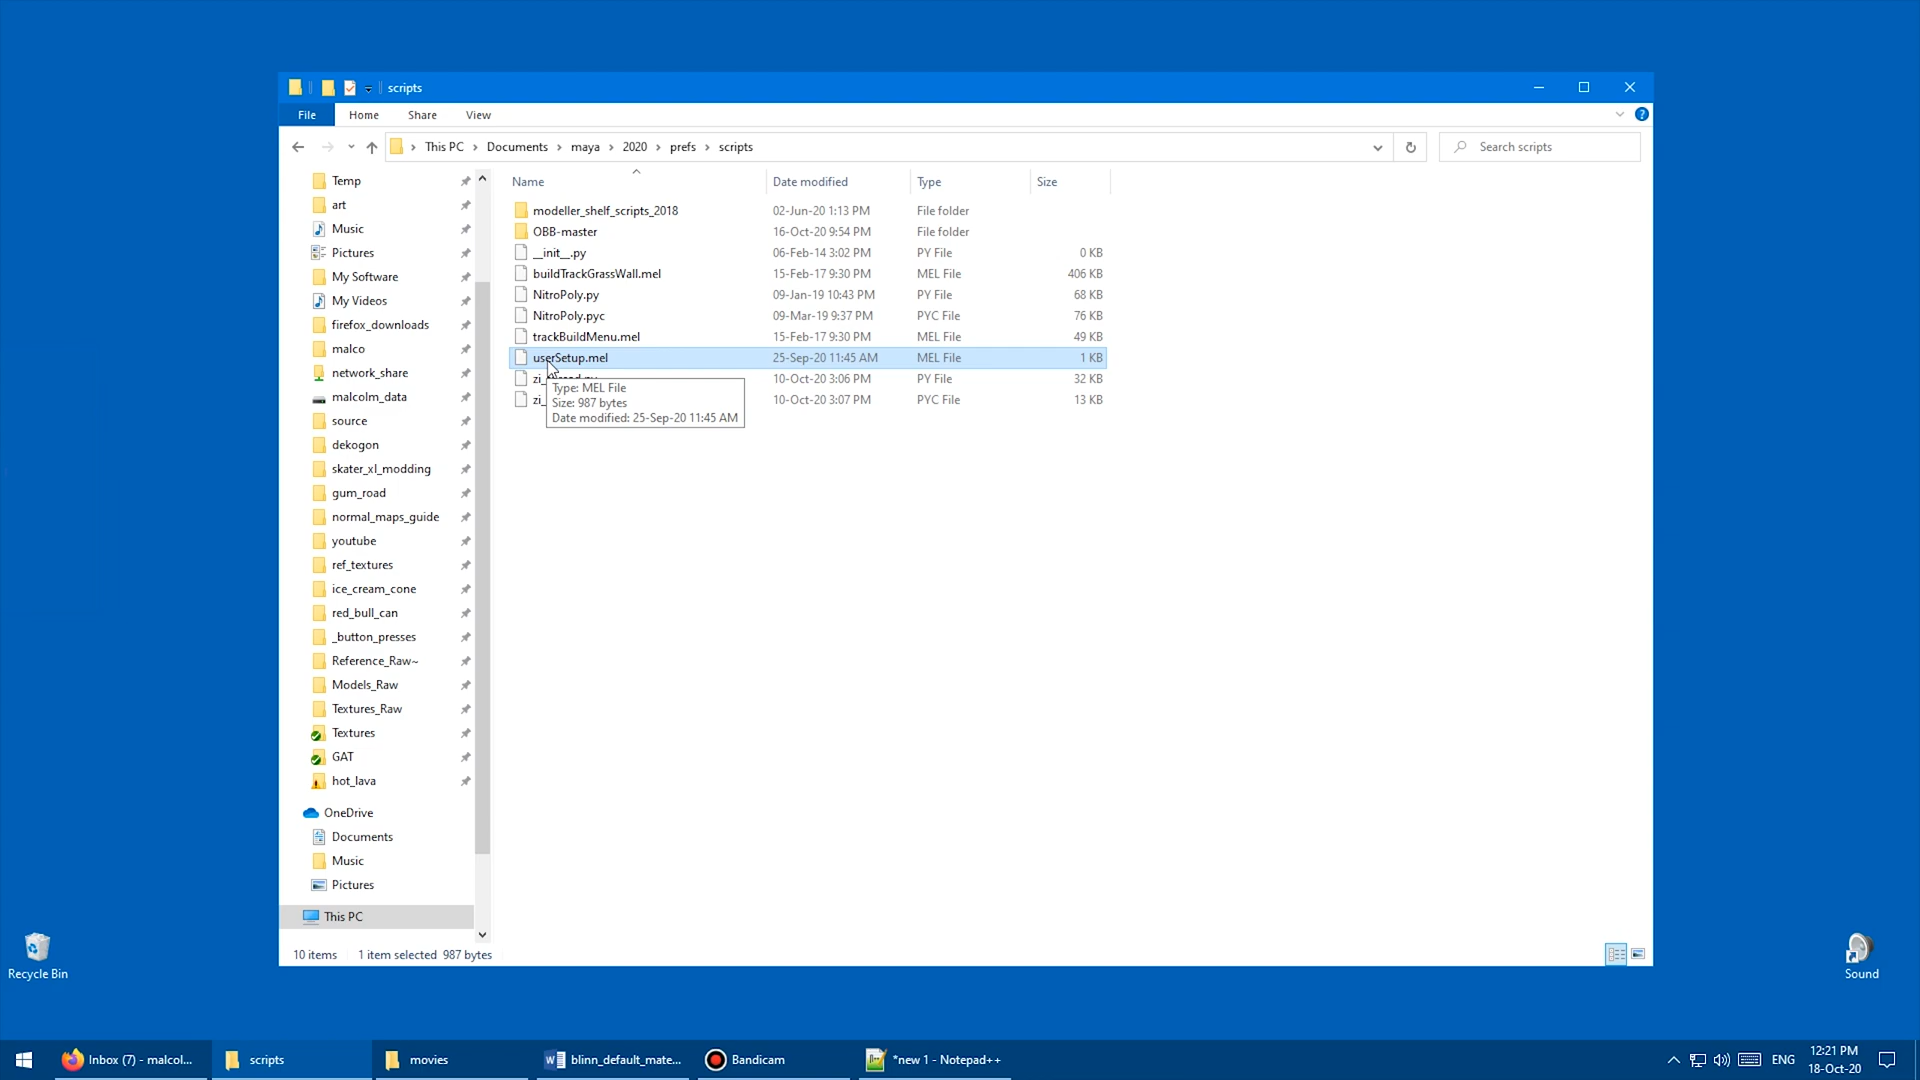 scripts
File Home Share View
This PC Documents maya 2020 prefs scripts
Search scripts
Name Date modified Type Size
modeller_shelf_scripts_2018 02-Jun-20 1:13 PM File folder
OBB-master 16-Oct-20 9:54 PM File folder
__init__.py 06-Feb-14 3:02 PM PY File 0 KB
buildTrackGrassWall.mel 15-Feb-17 9:30 PM MEL File 406 KB
NitroPoly.py 09-Jan-19 10:43 PM PY File 68 KB
NitroPoly.pyc 09-Mar-19 9:37 PM PYC File 76 KB
trackBuildMenu.mel 15-Feb-17 9:30 PM MEL File 49 KB
userSetup.mel 25-Sep-20 11:45 AM MEL File 1 KB
10-Oct-20 3:06 PM PY File 32 KB
10-Oct-20 3:07 PM PYC File 13 KB
Type: MEL File
Size: 987 bytes
Date modified: 25-Sep-20 11:45 AM
Temp
art
Music
Pictures
My Software
My Videos
firefox_downloads
malco
network_share
malcolm_data
source
dekogon
skater_xl_modding
gum_road
normal_maps_guide
youtube
ref_textures
ice_cream_cone
red_bull_can
_button_presses
Reference_Raw~
Models_Raw
Textures_Raw
Textures
GAT
hot_lava
OneDrive
Documents
Music
Pictures
This PC
10 items 1 item selected 987 bytes
Recycle Bin
Sound
Inbox (7) - malcol...
scripts
movies
blinn_default_mate...
Bandicam
*new 1 - Notepad++
ENG
12:21 PM
18-Oct-20